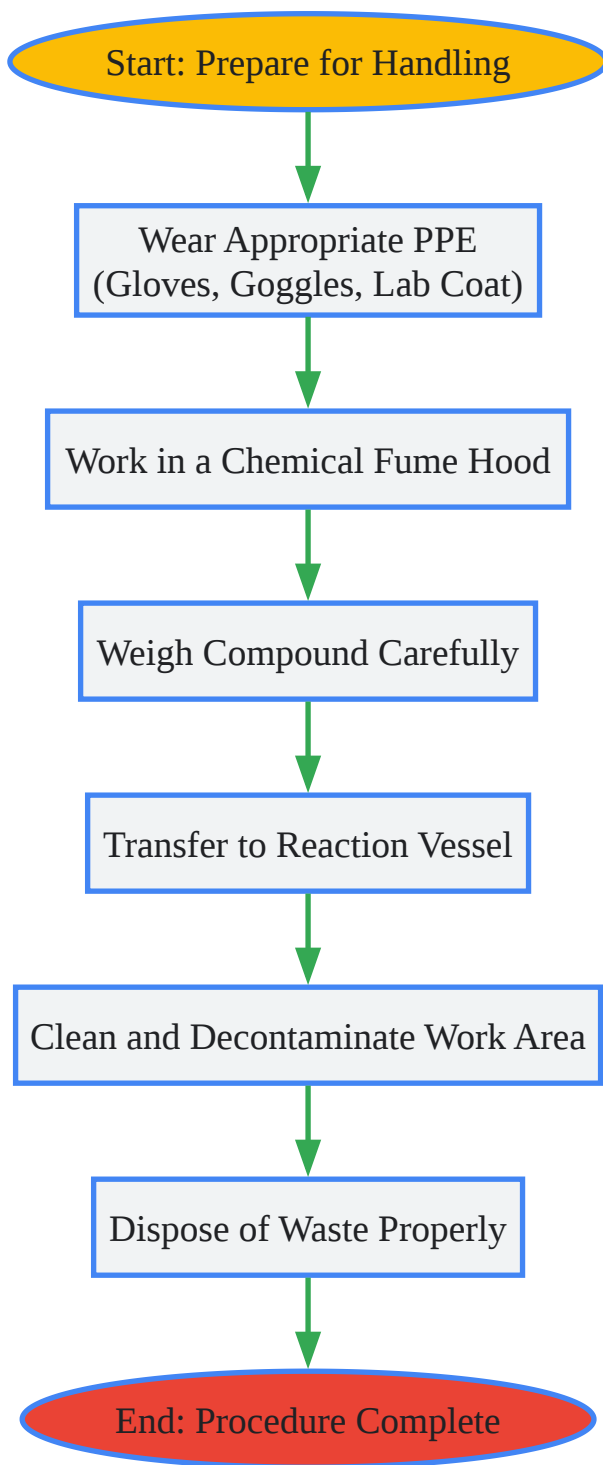 Start: Prepare for Handling
Wear Appropriate PPE
(Gloves, Goggles, Lab Coat)
Work in a Chemical Fume Hood
Weigh Compound Carefully
Transfer to Reaction Vessel
Clean and Decontaminate Work Area
Dispose of Waste Properly
End: Procedure Complete